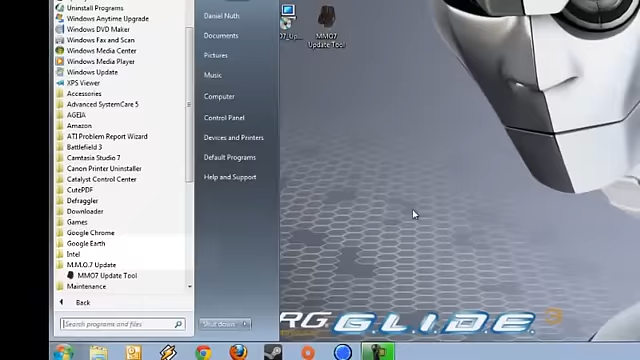 Uninstall Programs
Windows Anytime Upgrade
Windows DVD Maker
Windows Fax and Scan
Windows Media Center
Windows Media Player
Windows Update
XPS Viewer
Accessories
Advanced SystemCare 5
AGEIA
Amazon
ATI Problem Report Wizard
Battlefield 3
Camtasia Studio 7
Canon Printer Uninstaller
Catalyst Control Center
CutePDF
Defraggler
Downloader
Games
Google Chrome
Google Earth
Intel
M.M.O.7 Update
MMO7 Update Tool
Maintenance
Back
Search programs and files
Daniel Nuth
Documents
Pictures
Music
Computer
Control Panel
Devices and Printers
Default Programs
Help and Support
Shut down
O7_Up...
MMO7
Update Tool
RG G.L.I.D.E 3